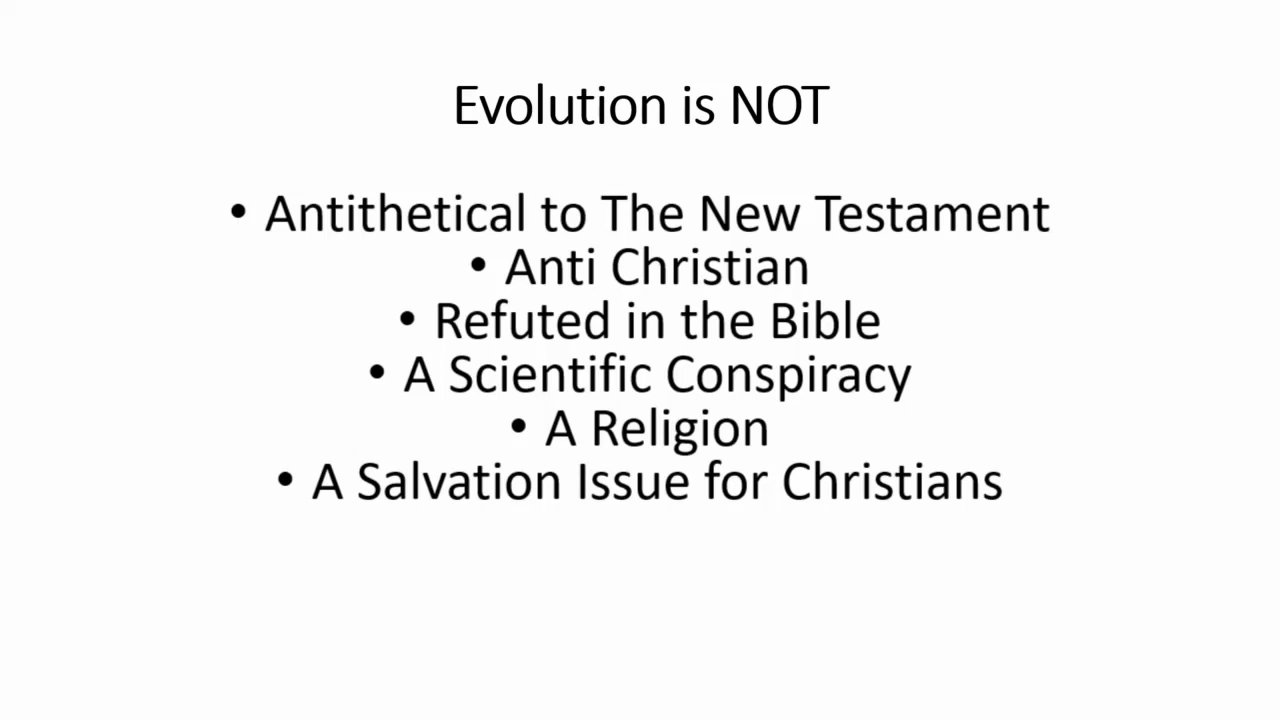 Evolution is NOT
• Antithetical to The New Testament
• Anti Christian
• Refuted in the Bible
• A Scientific Conspiracy
• A Religion
• A Salvation Issue for Christians